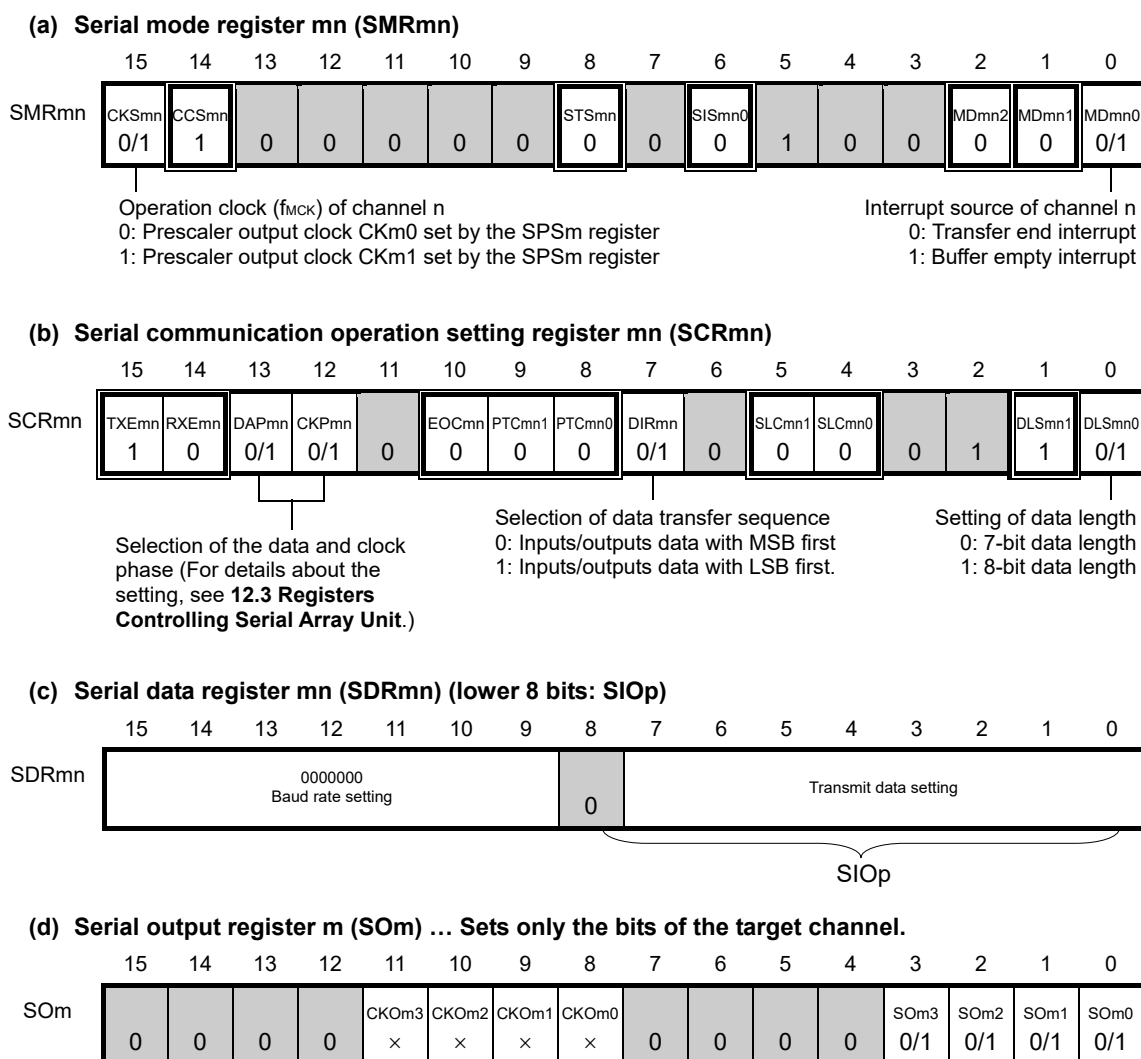 (a) Serial mode register mn (SMRmn)
15 14 13 12 11 10 9 8 7 6 5 4 3 2 1 0
SMRmn
CKSmn CCSmn STSmn SISmn0 MDmn2 MDmn1 MDmn0
0/1 1 0 0 0 0 0 0 0 0 1 0 0 0 0 0/1
Operation clock (fMCK) of channel n
0: Prescaler output clock CKm0 set by the SPSm register
1: Prescaler output clock CKm1 set by the SPSm register
Interrupt source of channel n
0: Transfer end interrupt
1: Buffer empty interrupt
(b) Serial communication operation setting register mn (SCRmn)
15 14 13 12 11 10 9 8 7 6 5 4 3 2 1 0
SCRmn
TXEmn RXEmn DAPmn CKPmn EOCmn PTCmn1 PTCmn0 DIRmn SLCmn1 SLCmn0 DLSmn1 DLSmn0
1 0 0/1 0/1 0 0 0 0 0/1 0 0 0 0 1 1 0/1
Selection of the data and clock
phase (For details about the
setting, see 12.3 Registers
Controlling Serial Array Unit.)
Selection of data transfer sequence
0: Inputs/outputs data with MSB first
1: Inputs/outputs data with LSB first.
Setting of data length
0: 7-bit data length
1: 8-bit data length
(c) Serial data register mn (SDRmn) (lower 8 bits: SIOp)
15 14 13 12 11 10 9 8 7 6 5 4 3 2 1 0
SDRmn
0000000
Baud rate setting
0
Transmit data setting
SIOp
(d) Serial output register m (SOm) … Sets only the bits of the target channel.
15 14 13 12 11 10 9 8 7 6 5 4 3 2 1 0
SOm
CKOm3 CKOm2 CKOm1 CKOm0 SOm3 SOm2 SOm1 SOm0
0 0 0 0 × × × × 0 0 0 0 0/1 0/1 0/1 0/1